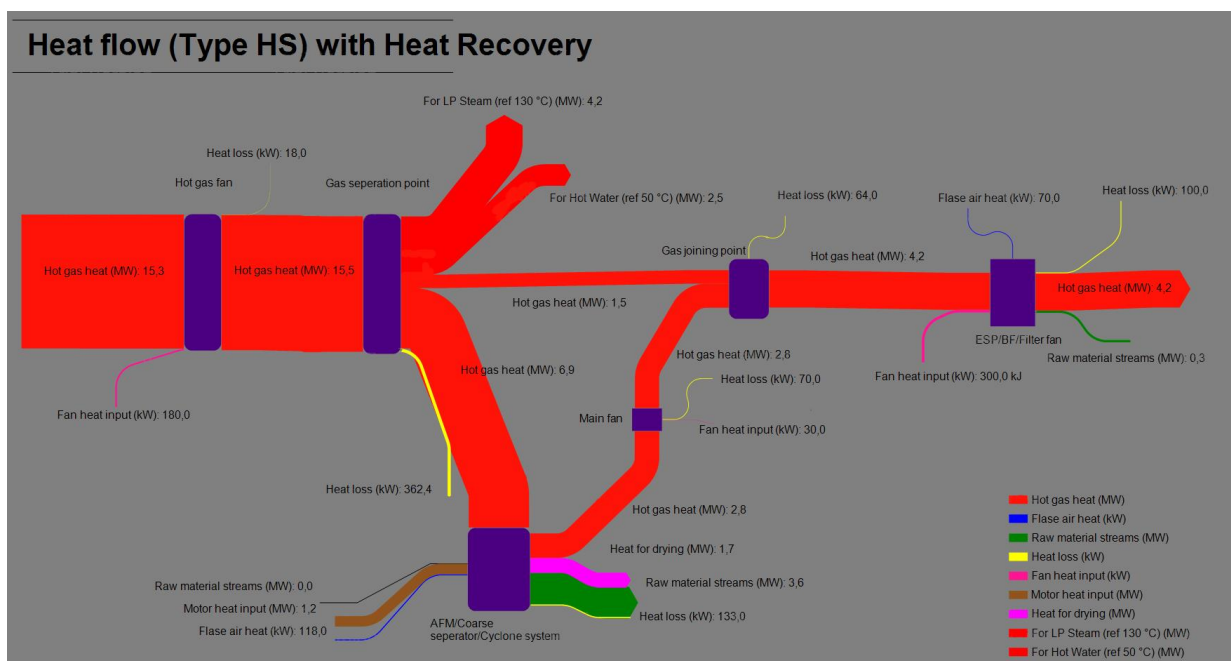 Heat flow (Type HS) with Heat Recovery
For LP Steam (ref 130 °C) (MW): 4,2
Heat loss (kW): 18,0
Hot gas fan
Gas seperation point
For Hot Water (ref 50 °C) (MW): 2,5
Heat loss (kW): 64,0
Flase air heat (kW): 70,0
Heat loss (kW): 100,0
Gas joining point
Hot gas heat (MW): 15,3
Hot gas heat (MW): 15,5
Hot gas heat (MW): 4,2
Hot gas heat (MW): 4,2
Hot gas heat (MW): 1,5
ESP/BF/Filter fan
Raw material streams (MW): 0,3
Hot gas heat (MW): 2,8
Hot gas heat (MW): 6,9
Heat loss (kW): 70,0
Fan heat input (kW): 300,0 kJ
Fan heat input (kW): 180,0
Main fan
Fan heat input (kW): 30,0
Heat loss (kW): 362,4
Hot gas heat (MW): 2,8
Heat for drying (MW): 1,7
Raw material streams (MW): 0,0
Raw material streams (MW): 3,6
Motor heat input (MW): 1,2
Flase air heat (kW): 118,0
Heat loss (kW): 133,0
AFM/Coarse
seperator/Cyclone system
Hot gas heat (MW)
Flase air heat (kW)
Raw material streams (MW)
Heat loss (kW)
Fan heat input (kW)
Motor heat input (MW)
Heat for drying (MW)
For LP Steam (ref 130 °C) (MW)
For Hot Water (ref 50 °C) (MW)